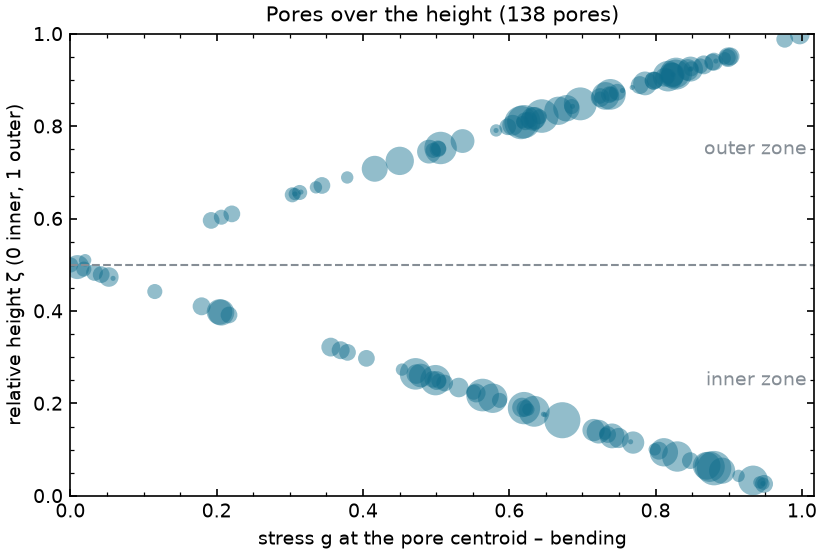 Pores over the height (138 pores)
relative height ζ (0 inner, 1 outer)
1.0
0.8
0.6
0.4
0.2
0.0
outer zone
inner zone
0.0 0.2 0.4 0.6 0.8 1.0
stress g at the pore centroid – bending